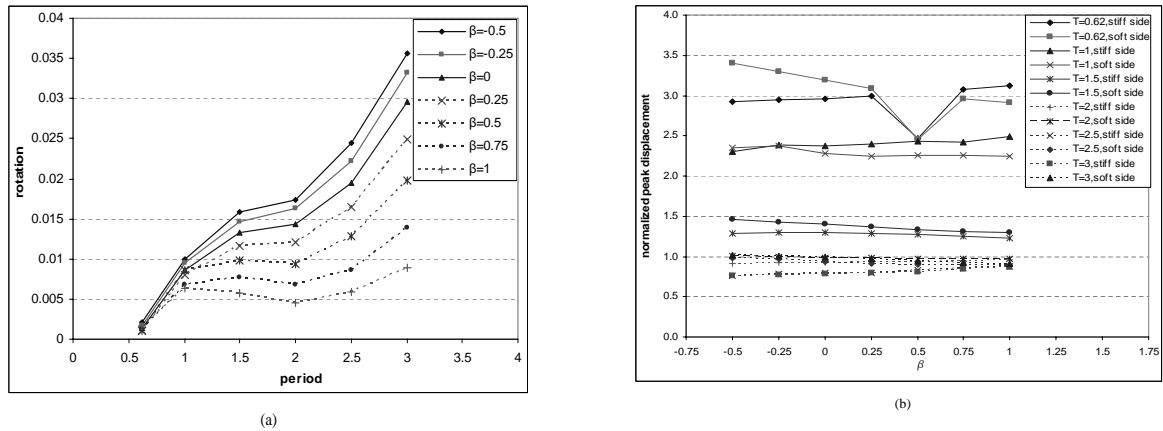 0.04
0.035
0.03
0.025
0.02
0.015
0.01
0.005
0
rotation
0
0.5
1
1.5
2
2.5
3
3.5
4
period
β=-0.5
β=-0.25
β=0
β=0.25
β=0.5
β=0.75
β=1
(a)
4.0
3.5
3.0
2.5
2.0
1.5
1.0
0.5
0.0
normalized peak displacement
-0.75
-0.5
-0.25
0
0.25
0.5
0.75
1
1.25
1.5
1.75
β
T=0.62,stiff side
T=0.62,soft side
T=1,stiff side
T=1,soft side
T=1.5,stiff side
T=1.5,soft side
T=2,stiff side
T=2,soft side
T=2.5,stiff side
T=2.5,soft side
T=3,stiff side
T=3,soft side
(b)